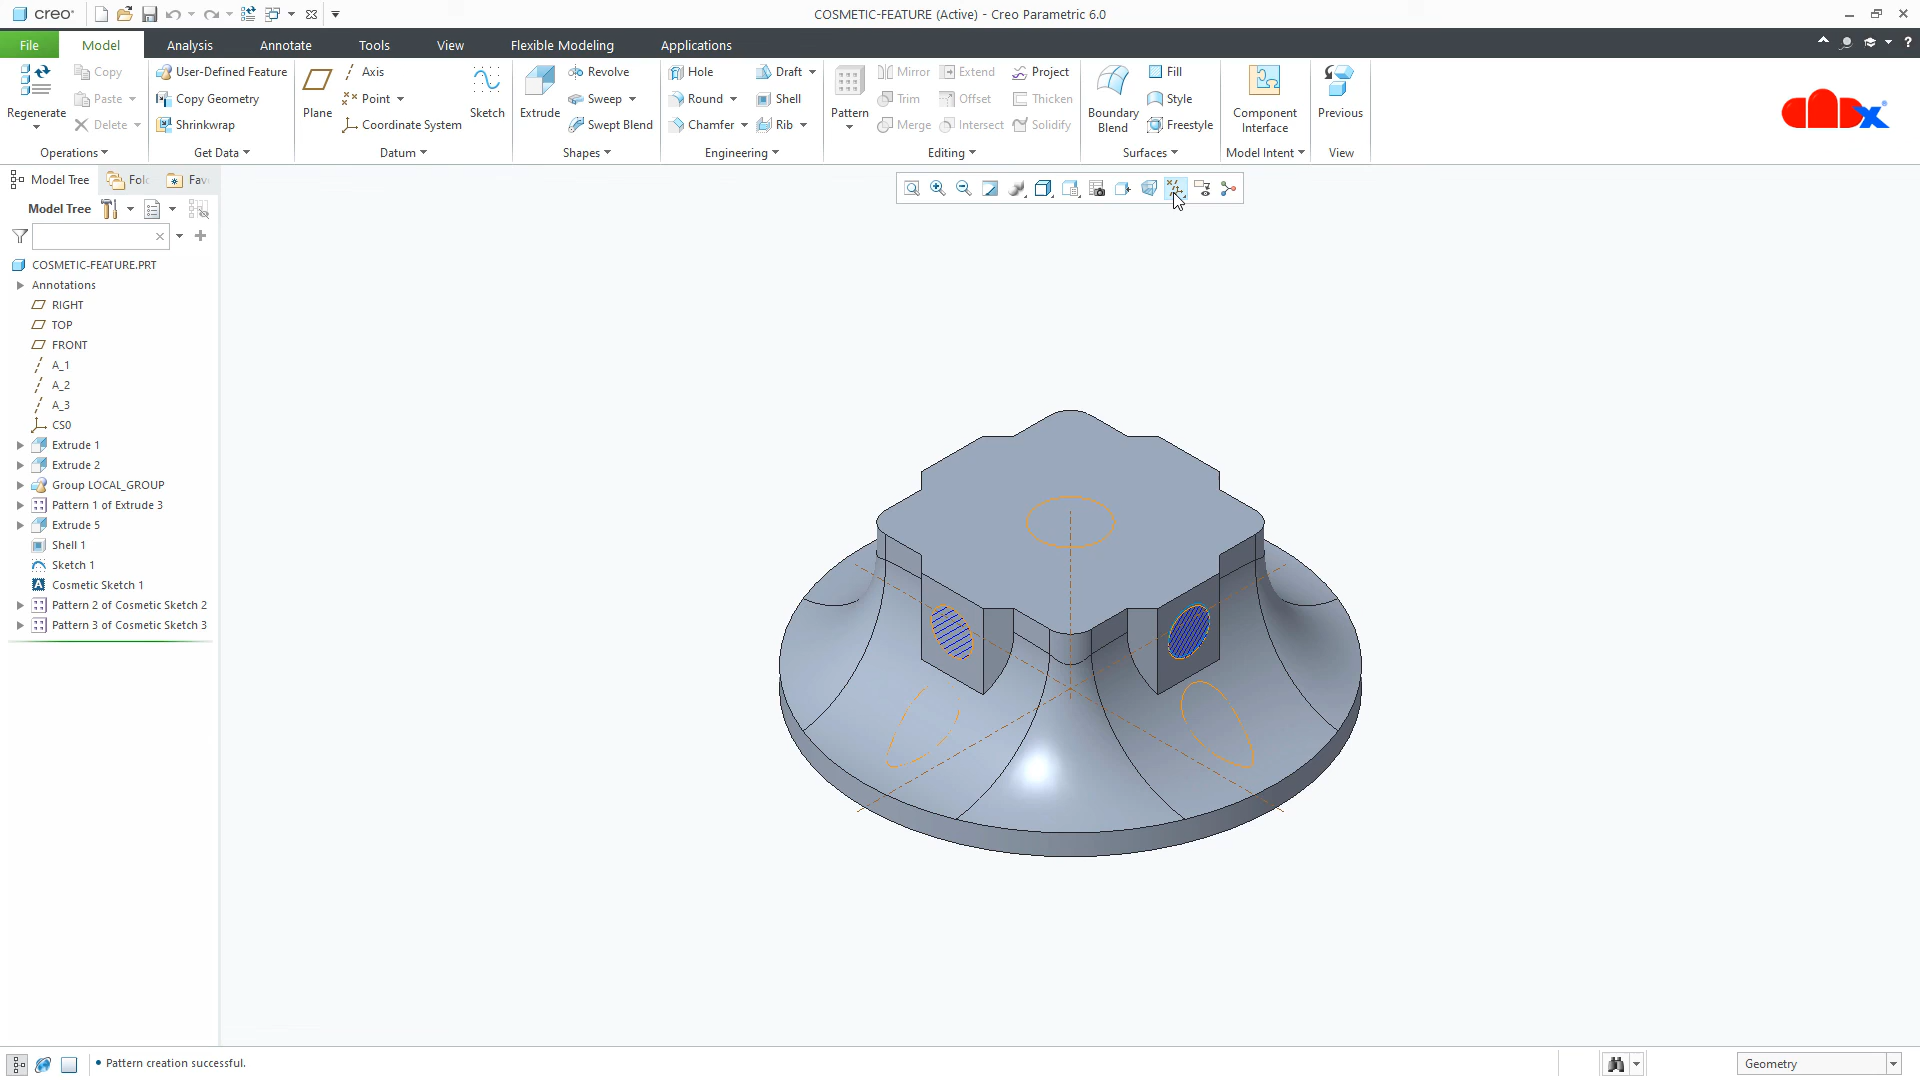 creo
COSMETIC-FEATURE (Active) - Creo Parametric 6.0
File Model Analysis Annotate Tools View Flexible Modeling Applications
Regenerate
Copy
Paste
Delete
Operations
User-Defined Feature
Copy Geometry
Shrinkwrap
Get Data
Plane
Axis
Point
Coordinate System
Sketch
Datum
Extrude
Revolve
Sweep
Swept Blend
Shapes
Hole
Round
Chamfer
Draft
Shell
Rib
Engineering
Pattern
Mirror
Trim
Merge
Extend
Offset
Intersect
Project
Thicken
Solidify
Editing
Boundary
Blend
Fill
Style
Freestyle
Surfaces
Component
Interface
Model Intent
Previous
View
Model Tree Fol Fav
Model Tree
COSMETIC-FEATURE.PRT
Annotations
RIGHT
TOP
FRONT
A_1
A_2
A_3
CS0
Extrude 1
Extrude 2
Group LOCAL_GROUP
Pattern 1 of Extrude 3
Extrude 5
Shell 1
Sketch 1
Cosmetic Sketch 1
Pattern 2 of Cosmetic Sketch 2
Pattern 3 of Cosmetic Sketch 3
Pattern creation successful.
Geometry